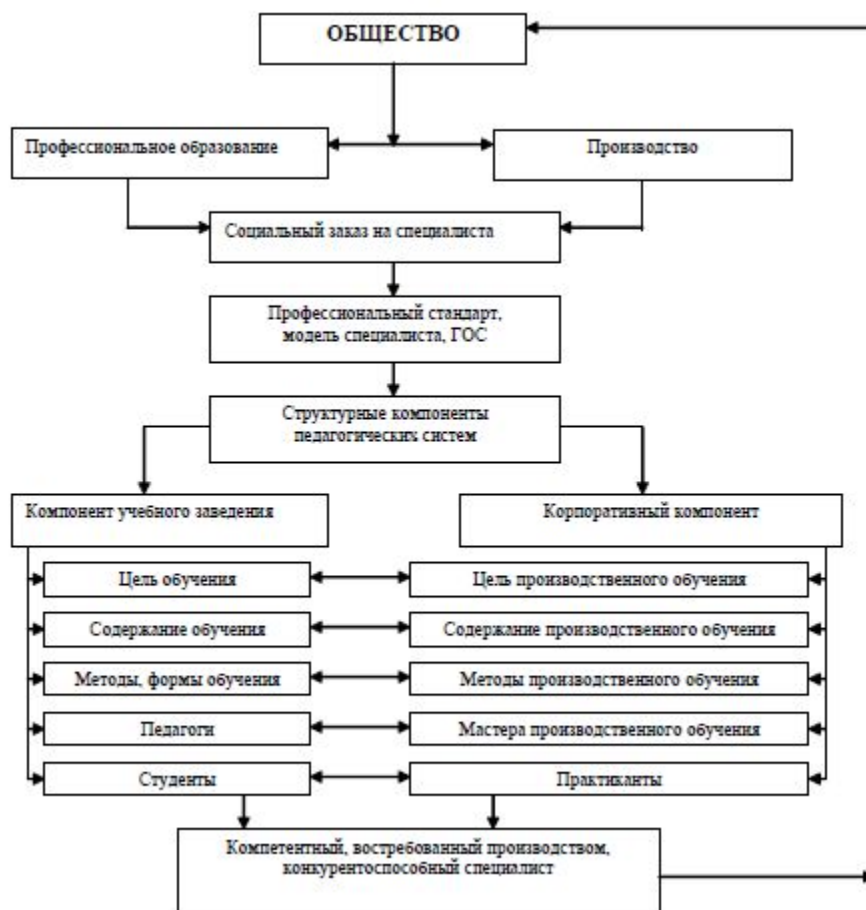 ОБЩЕСТВО
Профессиональное образование
Производство
Социальный заказ на специалиста
Профессиональный стандарт,
модель специалиста, ГОС
Структурные компоненты
педагогических систем
Компонент учебного заведения
Корпоративный компонент
Цель обучения
Цель производственного обучения
Содержание обучения
Содержание производственного обучения
Методы, формы обучения
Методы производственного обучения
Педагоги
Мастера производственного обучения
Студенты
Практиканты
Компетентный, востребованный производством,
конкурентоспособный специалист